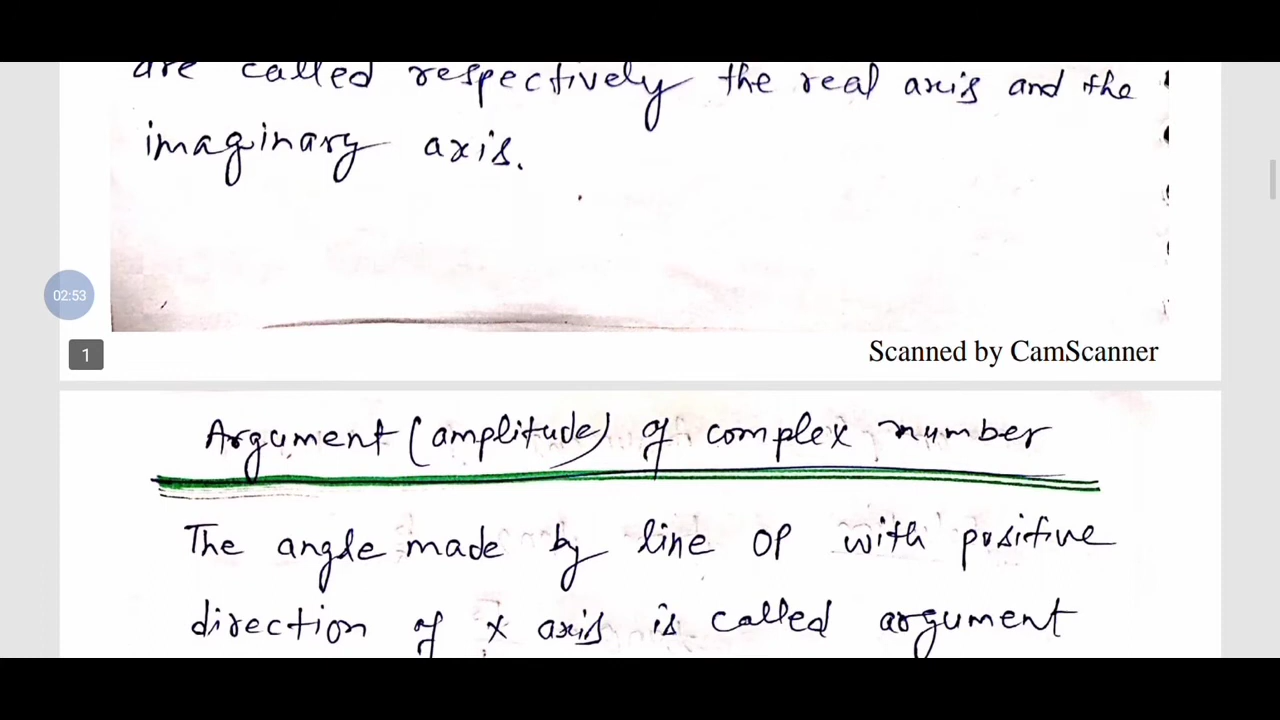 are called respectively the real axis and the
imaginary axis.
02:53
1
Scanned by CamScanner
Argument (amplitude) of complex number
The angle made by line OP with positive
direction of x axis is called argument